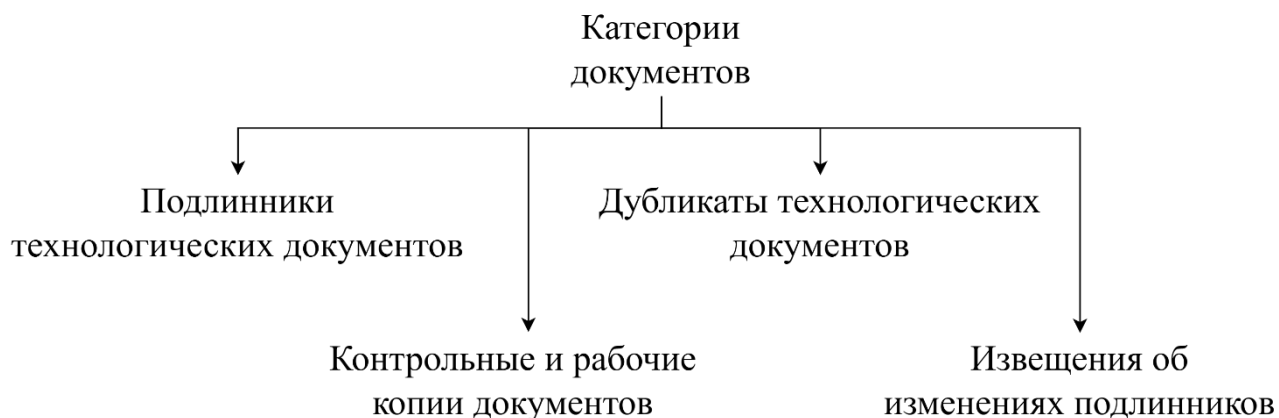 Категории
документов
Подлинники
технологических документов
Дубликаты технологических
документов
Контрольные и рабочие
копии документов
Извещения об
изменениях подлинников